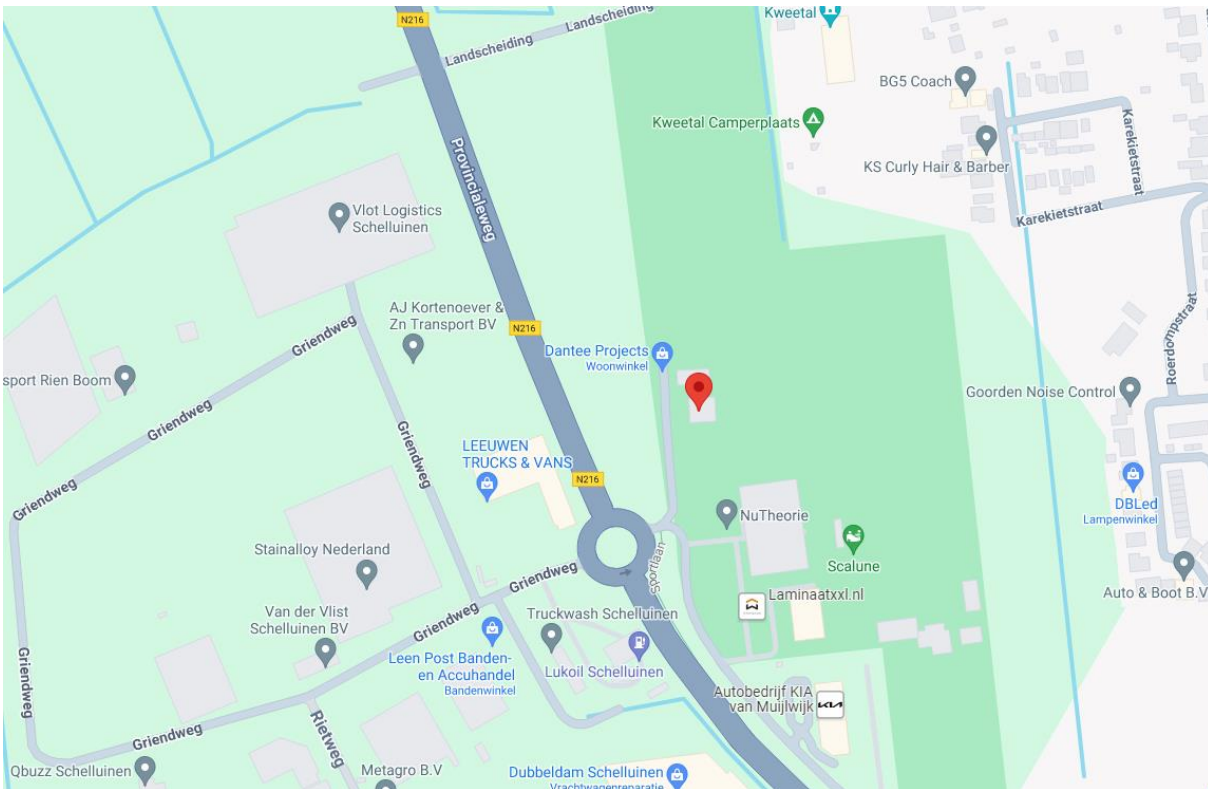 N216
Landscheiding
Landscheiding
Kweetal
BG5 Coach
Kweetal Camperplaats
KS Curly Hair & Barber
Karekietstraat
Karekietstraat
Provincialeweg
Vlot Logistics
Schelluinen
AJ Kortenoever &
Zn Transport BV
N216
Griendweg
Dantee Projects
Woonwinkel
Roerdompstraat
sport Rien Boom
Goorden Noise Control
Griendweg
Griendweg
LEEUWEN
TRUCKS & VANS
N216
Griendweg
DBLed
Lampenwinkel
NuTheorie
Stainalloy Nederland
Sportlaan
Scalune
Griendweg
Laminaatxxl.nl
Auto & Boot B.V
Van der Vlist
Schelluinen BV
Griendweg
Truckwash Schelluinen
Leen Post Banden-
en Accuhandel
Bandenwinkel
Lukoil Schelluinen
Griendweg
Autobedrijf KIA
van Muijlwijk
KIA
Griendweg
Rietweg
Qbuzz Schelluinen
Metagro B.V
Dubbeldam Schelluinen
Vrachtwagenreparatie